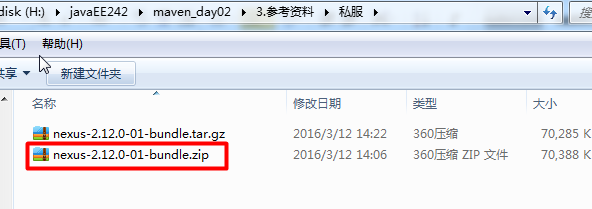 disk (H:) ▸ javaEE242 ▸ maven_day02 ▸ 3.参考资料 ▸ 私服
搜
具(T) 帮助(H)
共享 新建文件夹
名称 修改日期 类型 大小
nexus-2.12.0-01-bundle.tar.gz 2016/3/12 14:22 360压缩 70,285 K
nexus-2.12.0-01-bundle.zip 2016/3/12 14:06 360压缩 ZIP 文件 70,388 K